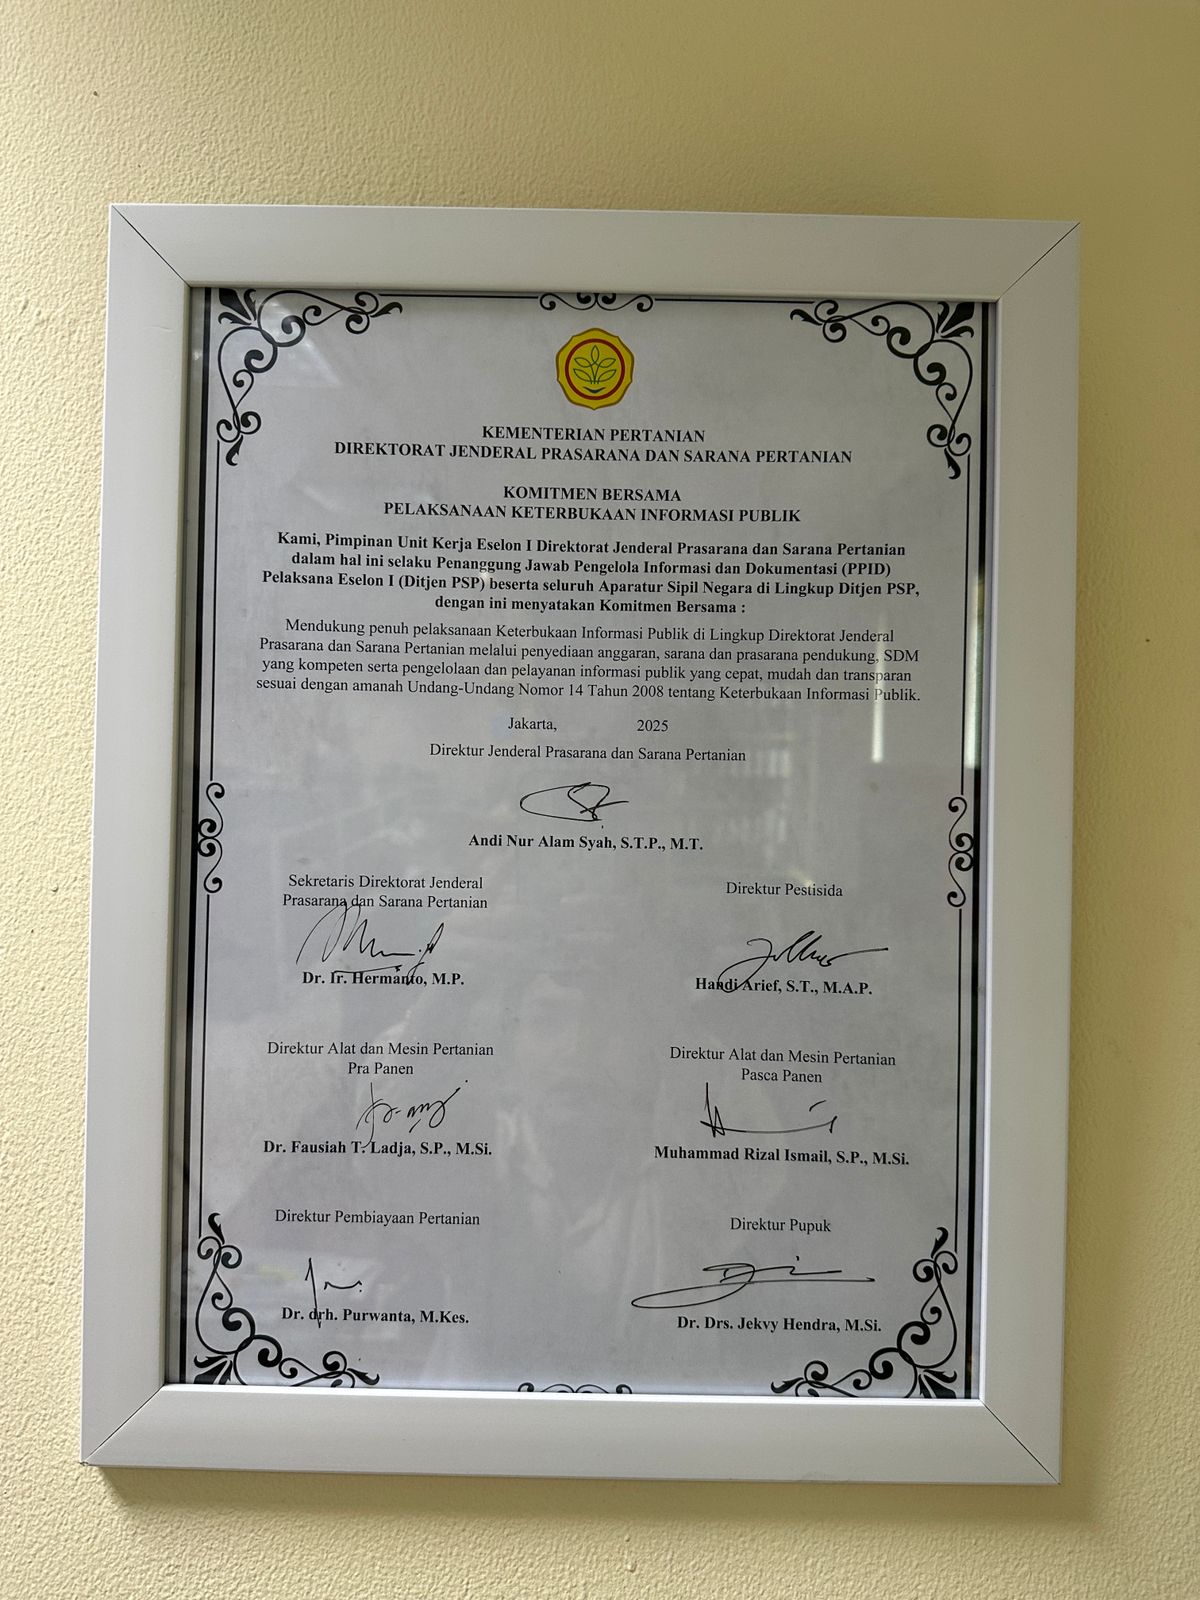 KEMENTERIAN PERTANIAN
DIREKTORAT JENDERAL PRASARANA DAN SARANA PERTANIAN
KOMITMEN BERSAMA
PELAKSANAAN KETERBUKAAN INFORMASI PUBLIK
Kami, Pimpinan Unit Kerja Eselon I Direktorat Jenderal Prasarana dan Sarana Pertanian
dalam hal ini selaku Penanggung Jawab Pengelola Informasi dan Dokumentasi (PPID)
Pelaksana Eselon I (Ditjen PSP) beserta seluruh Aparatur Sipil Negara di Lingkup Ditjen PSP,
dengan ini menyatakan Komitmen Bersama :
Mendukung penuh pelaksanaan Keterbukaan Informasi Publik di Lingkup Direktorat Jenderal
Prasarana dan Sarana Pertanian melalui penyediaan anggaran, sarana dan prasarana pendukung, SDM
yang kompeten serta pengelolaan dan pelayanan informasi publik yang cepat, mudah dan transparan
sesuai dengan amanah Undang-Undang Nomor 14 Tahun 2008 tentang Keterbukaan Informasi Publik.
Jakarta, 2025
Direktur Jenderal Prasarana dan Sarana Pertanian
Andi Nur Alam Syah, S.T.P., M.T.
Sekretaris Direktorat Jenderal
Prasarana dan Sarana Pertanian
Dr. Ir. Hermanto, M.P.
Direktur Pestisida
Handi Arief, S.T., M.A.P.
Direktur Alat dan Mesin Pertanian
Pra Panen
Dr. Fausiah T. Ladja, S.P., M.Si.
Direktur Alat dan Mesin Pertanian
Pasca Panen
Muhammad Rizal Ismail, S.P., M.Si.
Direktur Pembiayaan Pertanian
Dr. drh. Purwanta, M.Kes.
Direktur Pupuk
Dr. Drs. Jekvy Hendra, M.Si.